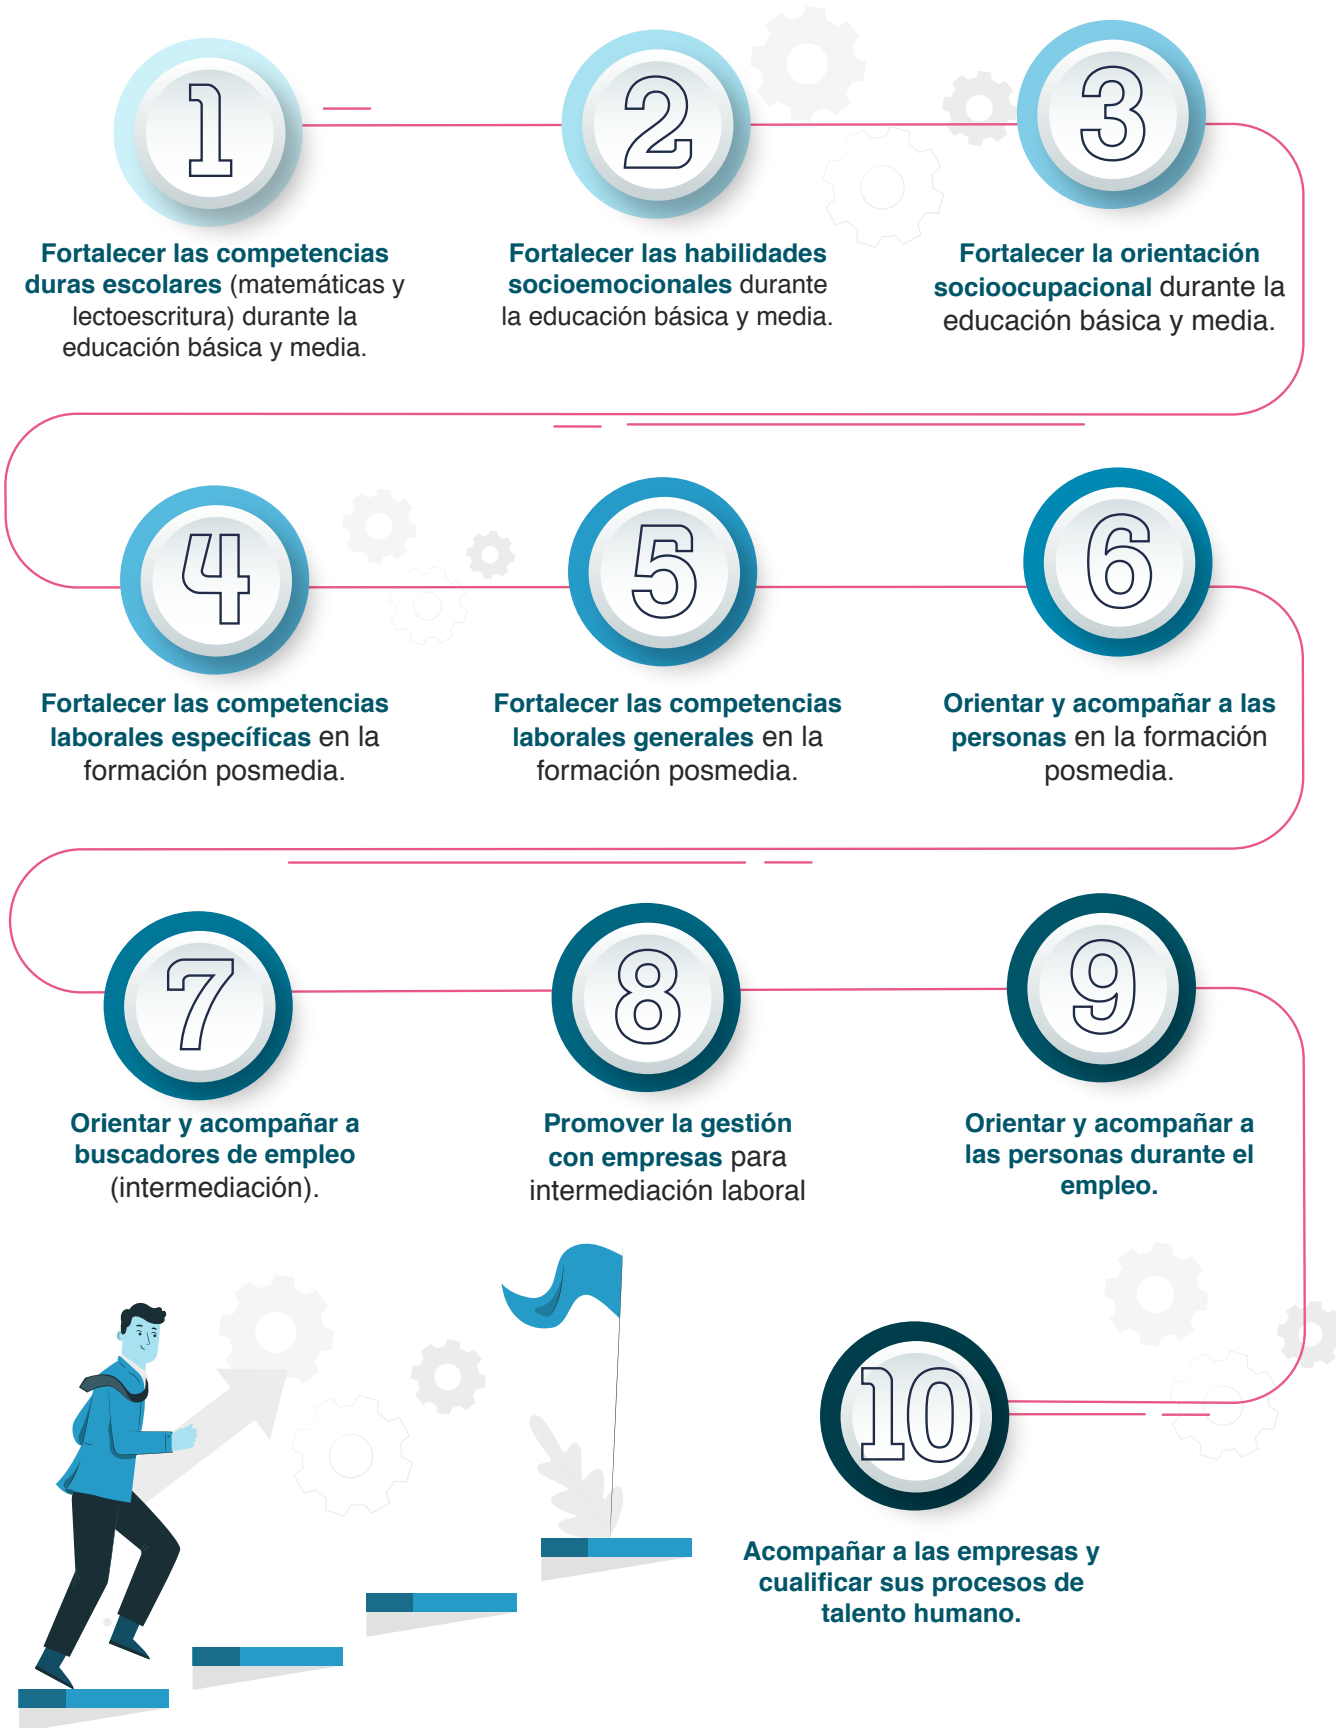 1
Fortalecer las competencias
duras escolares (matemáticas y
lectoescritura) durante la
educación básica y media.
2
Fortalecer las habilidades
socioemocionales durante
la educación básica y media.
3
Fortalecer la orientación
socioocupacional durante la
educación básica y media.
4
Fortalecer las competencias
laborales específicas en la
formación posmedia.
5
Fortalecer las competencias
laborales generales en la
formación posmedia.
6
Orientar y acompañar a las
personas en la formación
posmedia.
7
Orientar y acompañar a
buscadores de empleo
(intermediación).
8
Promover la gestión
con empresas para
intermediación laboral
9
Orientar y acompañar a
las personas durante el
empleo.
10
Acompañar a las empresas y
cualificar sus procesos de
talento humano.